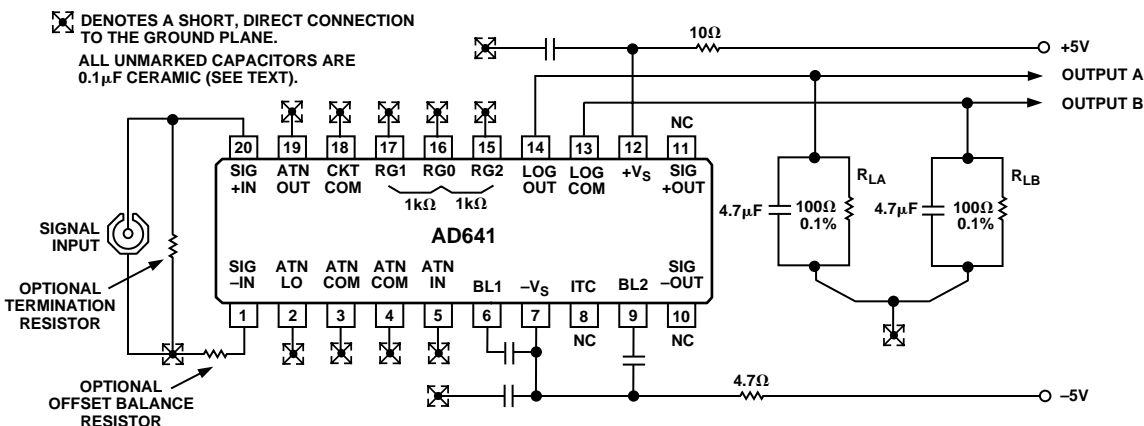 DENOTES A SHORT, DIRECT CONNECTION
TO THE GROUND PLANE.
ALL UNMARKED CAPACITORS ARE
0.1μF CERAMIC (SEE TEXT).
10Ω
+5V
OUTPUT A
OUTPUT B
NC
20 19 18 17 16 15 14 13 12 11
SIG +IN
ATN OUT
CKT COM
RG1
RG0
RG2
LOG OUT
LOG COM
+VS
SIG +OUT
1kΩ 1kΩ
RLA
RLB
4.7μF
100Ω
0.1%
4.7μF
100Ω
0.1%
SIGNAL
INPUT
AD641
SIG –IN
ATN LO
ATN COM
ATN COM
ATN IN
BL1
–VS
ITC
BL2
SIG –OUT
1 2 3 4 5 6 7 8 9 10
NC
NC
OPTIONAL
TERMINATION
RESISTOR
OPTIONAL
OFFSET BALANCE
RESISTOR
4.7Ω
–5V